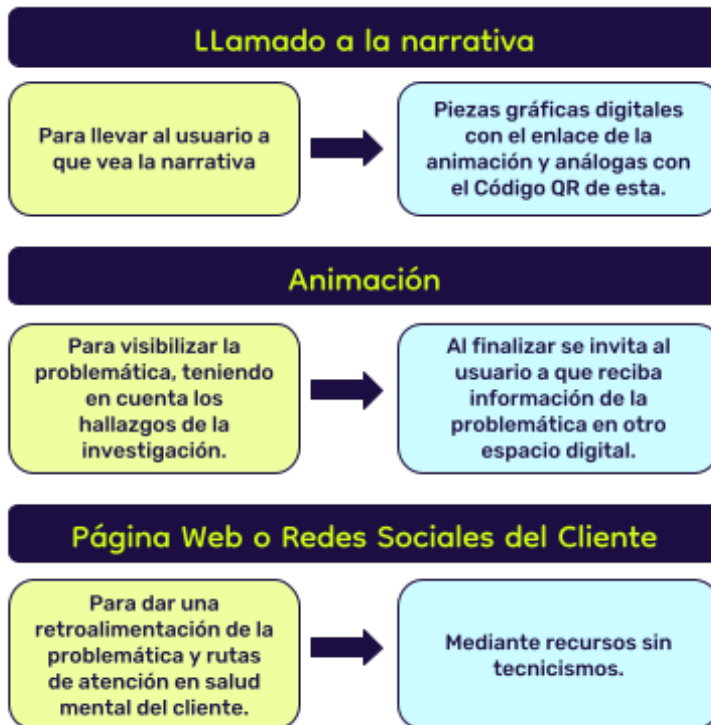 LLamado a la narrativa
Para llevar al usuario a
que vea la narrativa
Piezas gráficas digitales
con el enlace de la
animación y análogas con
el Código QR de esta.
Animación
Para visibilizar la
problemática, teniendo
en cuenta los
hallazgos de la
investigación.
Al finalizar se invita al
usuario a que reciba
información de la
problemática en otro
espacio digital.
Página Web o Redes Sociales del Cliente
Para dar una
retroalimentación de la
problemática y rutas
de atención en salud
mental del cliente.
Mediante recursos sin
tecnicismos.